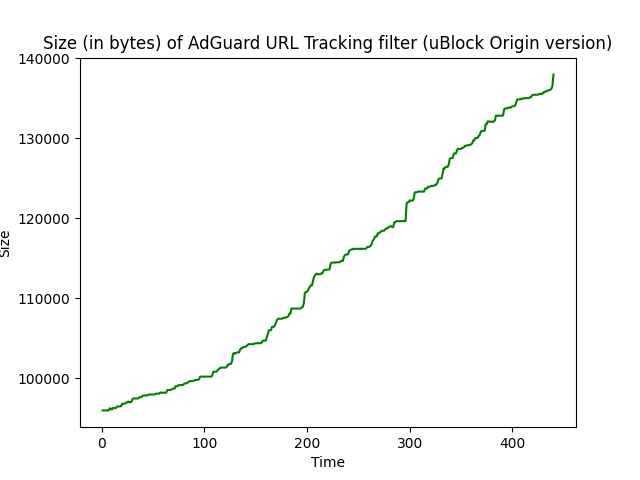 Size (in bytes) of AdGuard URL Tracking filter (uBlock Origin version)
140000
130000
120000
110000
100000
Size
0 100 200 300 400
Time